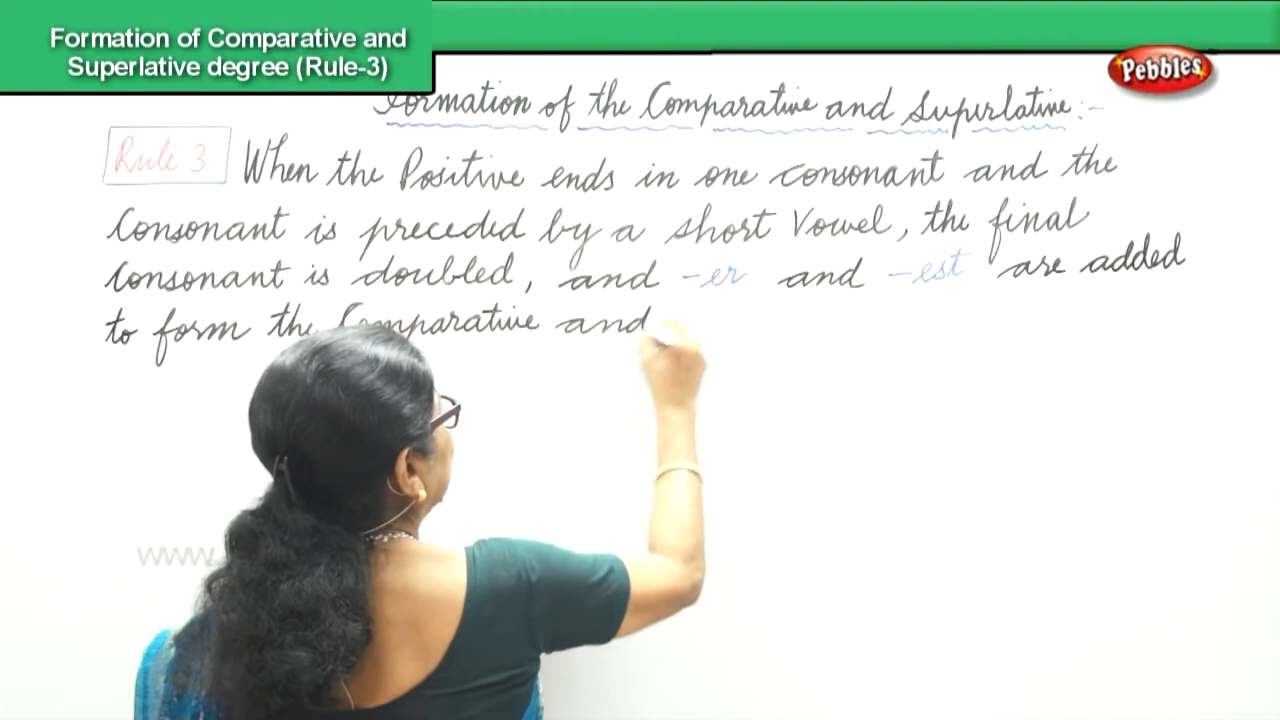 Formation of Comparative and
Superlative degree (Rule-3)
Pebbles
Formation of the Comparative and Superlative:-
Rule 3 When the Positive ends in one consonant and the
Consonant is preceded by a short Vowel, the final
Consonant is doubled, and -er and -est are added
to form the Comparative and
www.